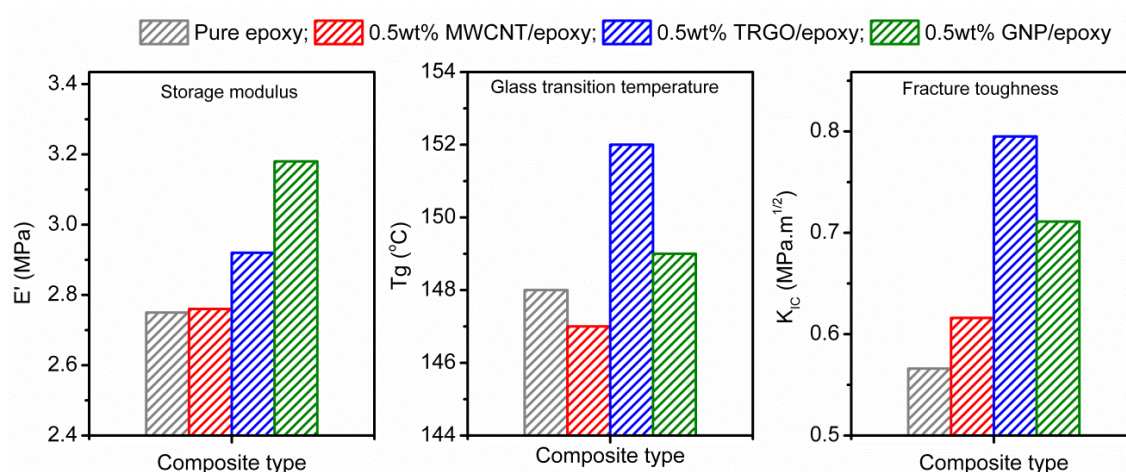 Pure epoxy; 0.5wt% MWCNT/epoxy; 0.5wt% TRGO/epoxy; 0.5wt% GNP/epoxy
Storage modulus
E' (MPa)
3.4
3.2
3.0
2.8
2.6
2.4
Composite type
Glass transition temperature
Tg (°C)
154
152
150
148
146
144
Composite type
Fracture toughness
K_IC (MPa.m^1/2)
0.8
0.7
0.6
0.5
Composite type